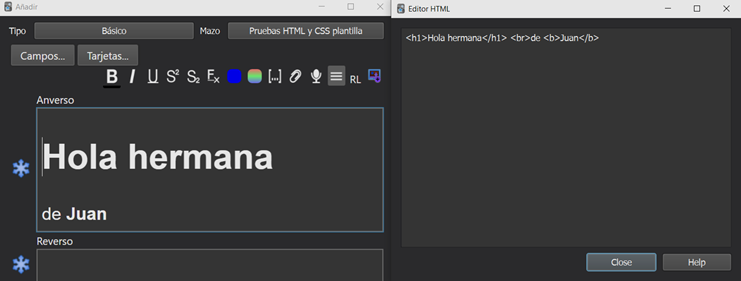 Añadir
Tipo Básico Mazo Pruebas HTML y CSS plantilla
Campos... Tarjetas...
B I U S² S₂ Ex [...] RL
Anverso
Hola hermana
de Juan
Reverso
Editor HTML
<h1>Hola hermana</h1> <br>de <b>Juan</b>
Close Help